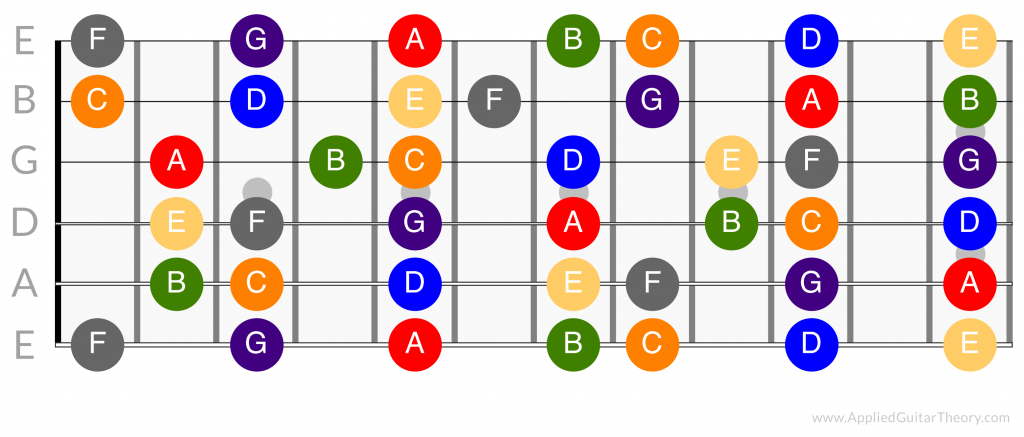 E F G A B C D E
B C D E F G A B
G A B C D E F G
D E F G A B C D
A B C D E F G A
E F G A B C D E
www.AppliedGuitarTheory.com